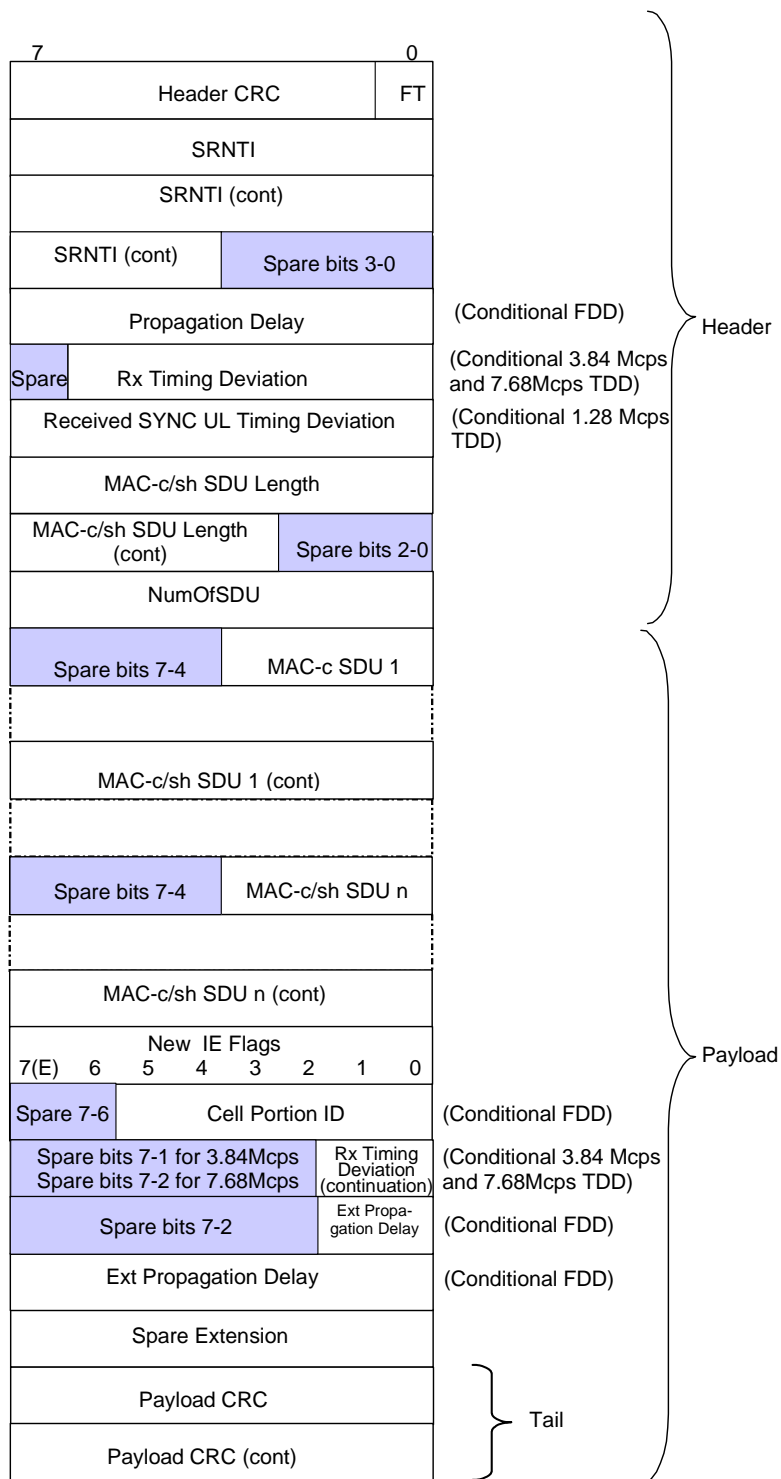 7 0
Header CRC FT
SRNTI
SRNTI (cont)
SRNTI (cont) Spare bits 3-0
Propagation Delay (Conditional FDD)
Header
Spare Rx Timing Deviation (Conditional 3.84 Mcps
and 7.68Mcps TDD)
Received SYNC UL Timing Deviation (Conditional 1.28 Mcps
TDD)
MAC-c/sh SDU Length
MAC-c/sh SDU Length
(cont) Spare bits 2-0
NumOfSDU
Spare bits 7-4 MAC-c SDU 1
MAC-c/sh SDU 1 (cont)
Spare bits 7-4 MAC-c/sh SDU n
MAC-c/sh SDU n (cont)
New IE Flags
7(E) 6 5 4 3 2 1 0
Payload
Spare 7-6 Cell Portion ID (Conditional FDD)
Spare bits 7-1 for 3.84Mcps
Spare bits 7-2 for 7.68Mcps
Rx Timing
Deviation
(continuation)
(Conditional 3.84 Mcps
and 7.68Mcps TDD)
Spare bits 7-2
Ext Propa-
gation Delay
(Conditional FDD)
Ext Propagation Delay (Conditional FDD)
Spare Extension
Payload CRC
Tail
Payload CRC (cont)